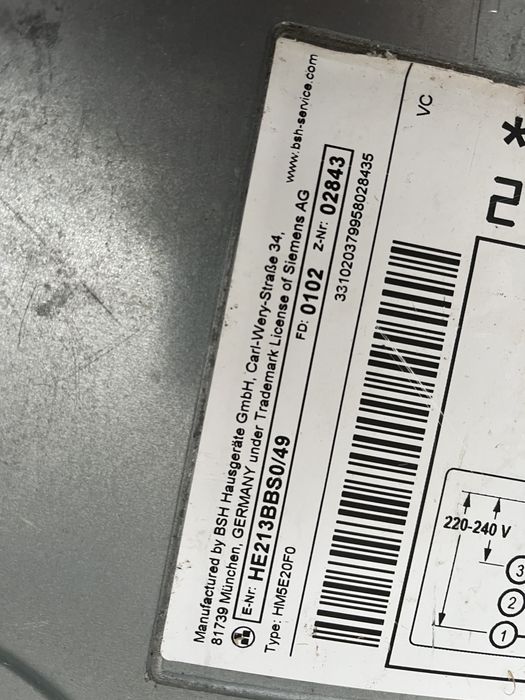 Manufactured by BSH Hausgeräte GmbH, Carl-Wery-Straße 34,
81739 München, GERMANY under Trademark License of Siemens AG
www.bsh-service.com
E-Nr: HE213BBS0/49
FD: 0102 Z-Nr: 02843
Type: HM5E20F0
331020379958028435
VC
2 *
220-240 V
3
2
1